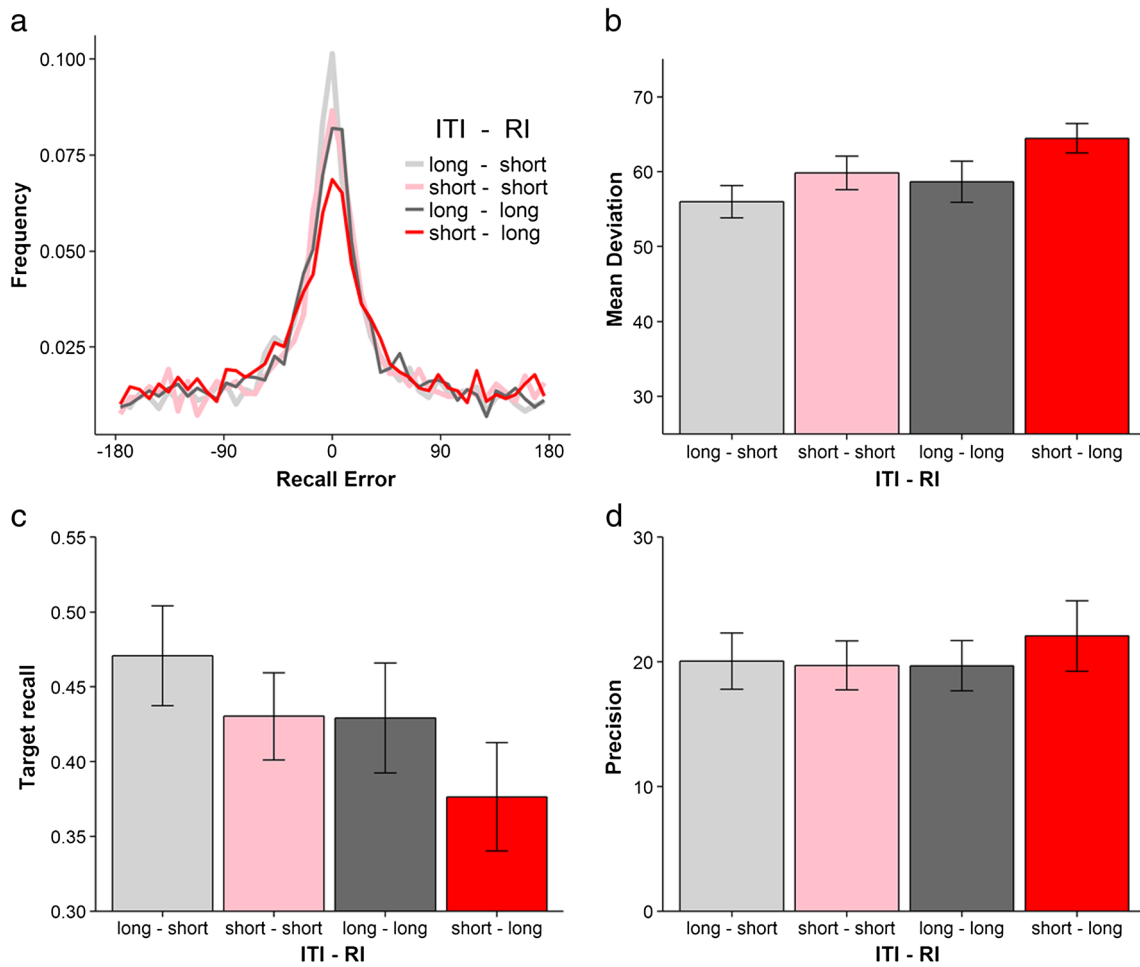 a
0.100
0.075
0.050
0.025
Frequency
-180 -90 0 90 180
Recall Error
ITI - RI
long - short
short - short
long - long
short - long
b
70
60
50
40
30
Mean Deviation
long - short short - short long - long short - long
ITI - RI
c
0.55
0.50
0.45
0.40
0.35
0.30
Target recall
long - short short - short long - long short - long
ITI - RI
d
30
20
10
0
Precision
long - short short - short long - long short - long
ITI - RI